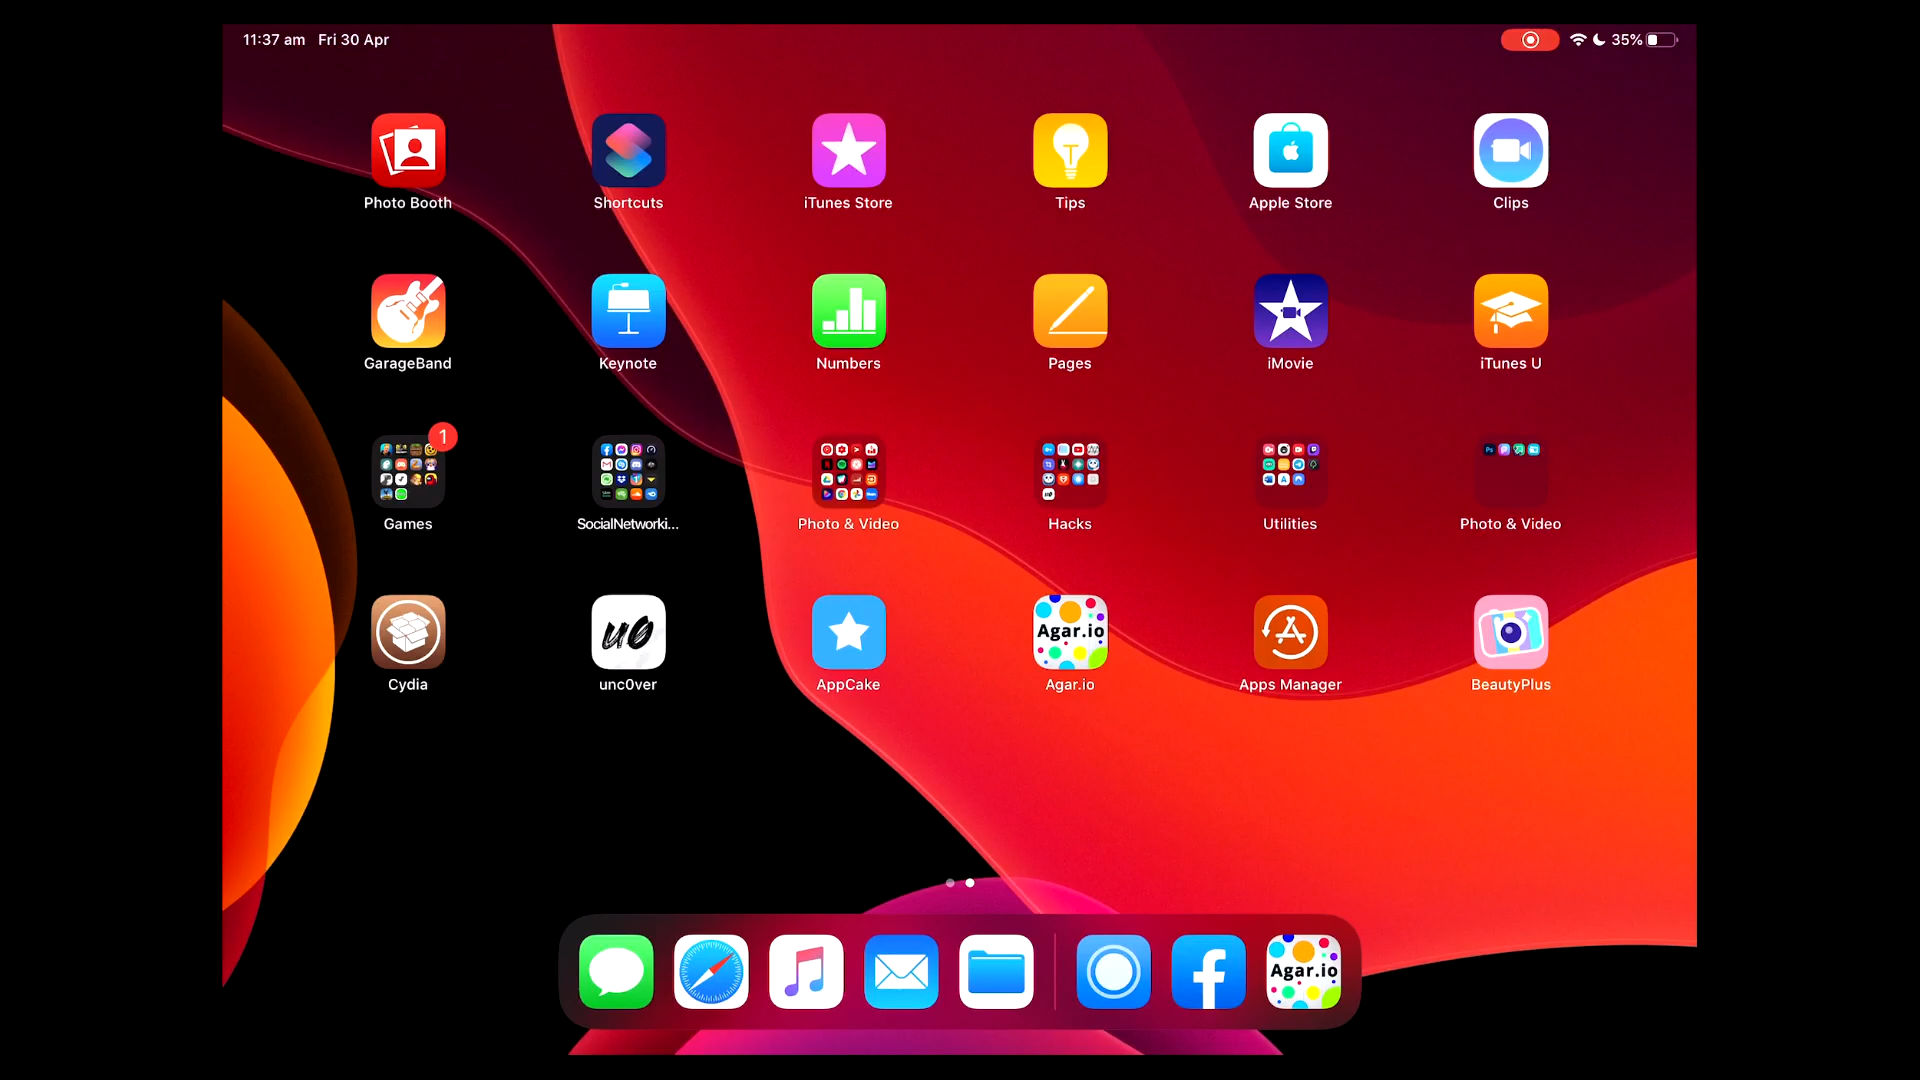 11:37 am Fri 30 Apr
35%
Photo Booth
Shortcuts
iTunes Store
Tips
Apple Store
Clips
GarageBand
Keynote
Numbers
Pages
iMovie
iTunes U
1
Games
SocialNetworki...
Photo & Video
Hacks
Utilities
Photo & Video
u0
Agar.io
Cydia
unc0ver
AppCake
Agar.io
Apps Manager
BeautyPlus
Agar.io